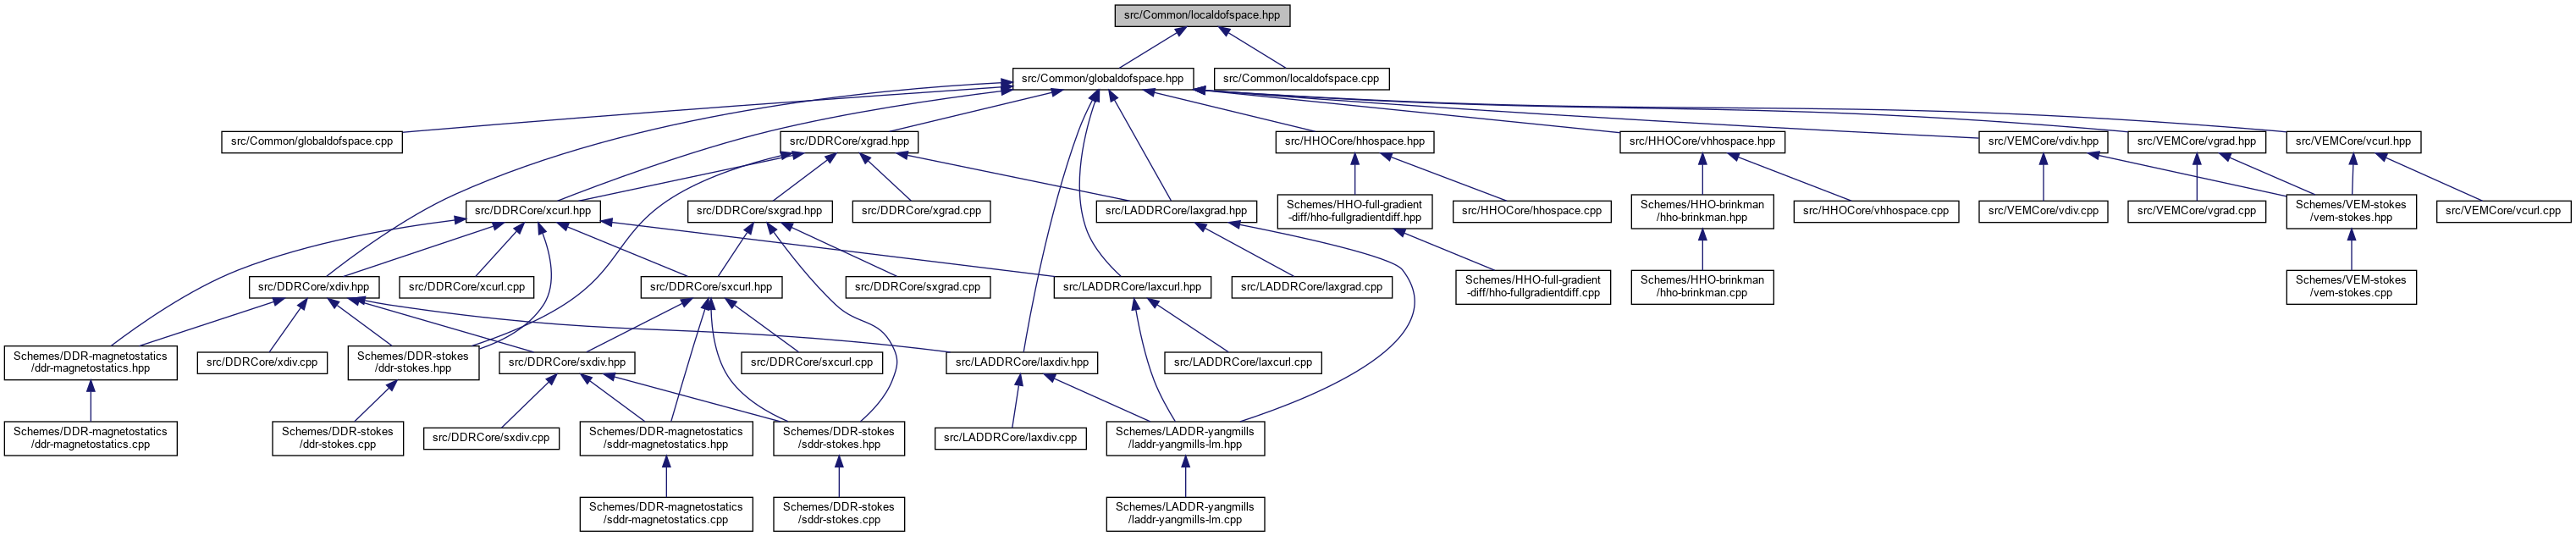 src/Common/localdofspace.hpp
src/Common/globaldofspace.hpp
src/Common/localdofspace.cpp
src/Common/globaldofspace.cpp
src/DDRCore/xgrad.hpp
src/HHOCore/hhospace.hpp
src/HHOCore/vhhospace.hpp
src/VEMCore/vdiv.hpp
src/VEMCore/vgrad.hpp
src/VEMCore/vcurl.hpp
src/DDRCore/xcurl.hpp
src/DDRCore/sxgrad.hpp
src/DDRCore/xgrad.cpp
src/LADDRCore/laxgrad.hpp
Schemes/HHO-full-gradient
-diff/hho-fullgradientdiff.hpp
src/HHOCore/hhospace.cpp
Schemes/HHO-brinkman
/hho-brinkman.hpp
src/HHOCore/vhhospace.cpp
src/VEMCore/vdiv.cpp
src/VEMCore/vgrad.cpp
Schemes/VEM-stokes
/vem-stokes.hpp
src/VEMCore/vcurl.cpp
src/DDRCore/xdiv.hpp
src/DDRCore/xcurl.cpp
src/DDRCore/sxcurl.hpp
src/DDRCore/sxgrad.cpp
src/LADDRCore/laxcurl.hpp
src/LADDRCore/laxgrad.cpp
Schemes/HHO-full-gradient
-diff/hho-fullgradientdiff.cpp
Schemes/HHO-brinkman
/hho-brinkman.cpp
Schemes/VEM-stokes
/vem-stokes.cpp
Schemes/DDR-magnetostatics
/ddr-magnetostatics.hpp
src/DDRCore/xdiv.cpp
Schemes/DDR-stokes
/ddr-stokes.hpp
src/DDRCore/sxdiv.hpp
src/DDRCore/sxcurl.cpp
src/LADDRCore/laxdiv.hpp
src/LADDRCore/laxcurl.cpp
Schemes/DDR-magnetostatics
/ddr-magnetostatics.cpp
Schemes/DDR-stokes
/ddr-stokes.cpp
src/DDRCore/sxdiv.cpp
Schemes/DDR-magnetostatics
/sddr-magnetostatics.hpp
Schemes/DDR-stokes
/sddr-stokes.hpp
src/LADDRCore/laxdiv.cpp
Schemes/LADDR-yangmills
/laddr-yangmills-lm.hpp
Schemes/DDR-magnetostatics
/sddr-magnetostatics.cpp
Schemes/DDR-stokes
/sddr-stokes.cpp
Schemes/LADDR-yangmills
/laddr-yangmills-lm.cpp